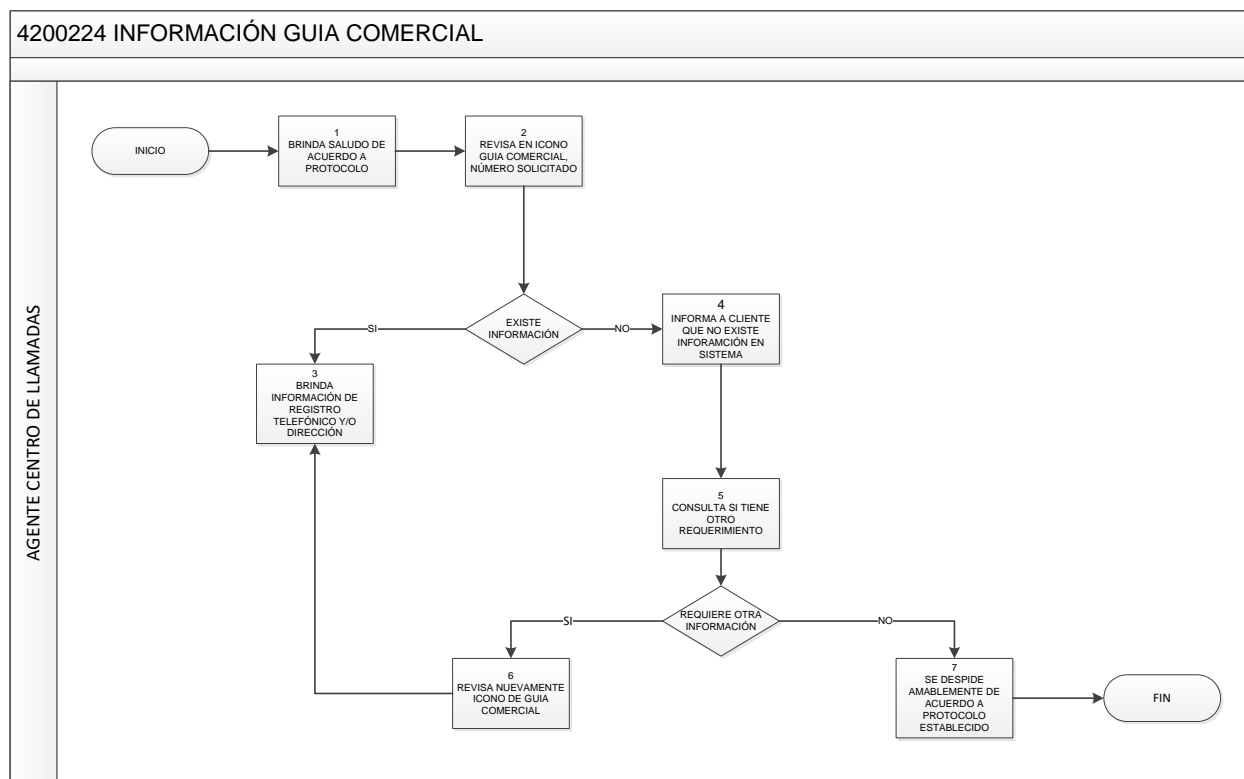 4200224 INFORMACIÓN GUIA COMERCIAL
AGENTE CENTRO DE LLAMADAS
INICIO
1
BRINDA SALUDO DE
ACUERDO A
PROTOCOLO
2
REVISA EN ICONO
GUIA COMERCIAL,
NÚMERO SOLICITADO
EXISTE
INFORMACIÓN
SI
NO
3
BRINDA
INFORMACIÓN DE
REGISTRO
TELEFÓNICO Y/O
DIRECCIÓN
4
INFORMA A CLIENTE
QUE NO EXISTE
INFORAMCIÓN EN
SISTEMA
5
CONSULTA SI TIENE
OTRO
REQUERIMIENTO
REQUIERE OTRA
INFORMACIÓN
SI
NO
6
REVISA NUEVAMENTE
ICONO DE GUIA
COMERCIAL
7
SE DESPIDE
AMABLEMENTE DE
ACUERDO A
PROTOCOLO
ESTABLECIDO
FIN